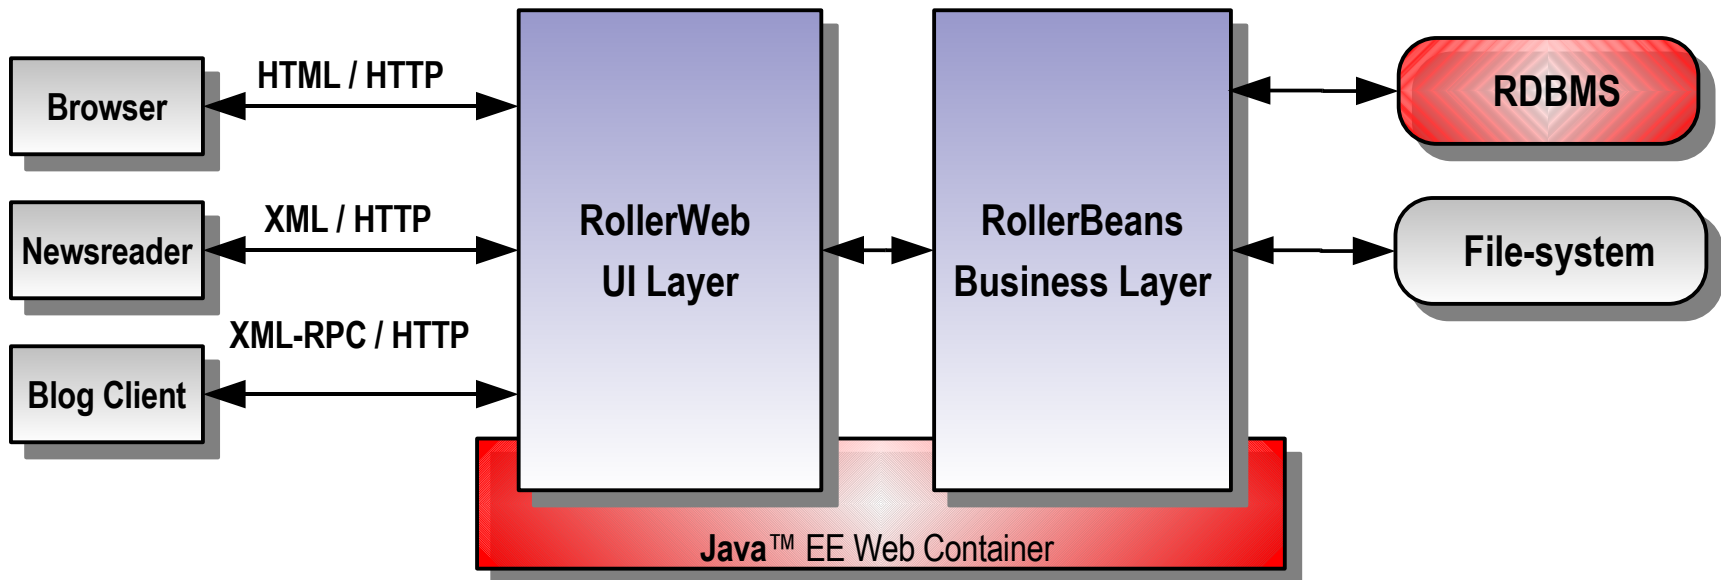 HTML / HTTP
Browser
XML / HTTP
Newsreader
XML-RPC / HTTP
Blog Client
RollerWeb
UI Layer
RollerBeans
Business Layer
RDBMS
File-system
Java™ EE Web Container